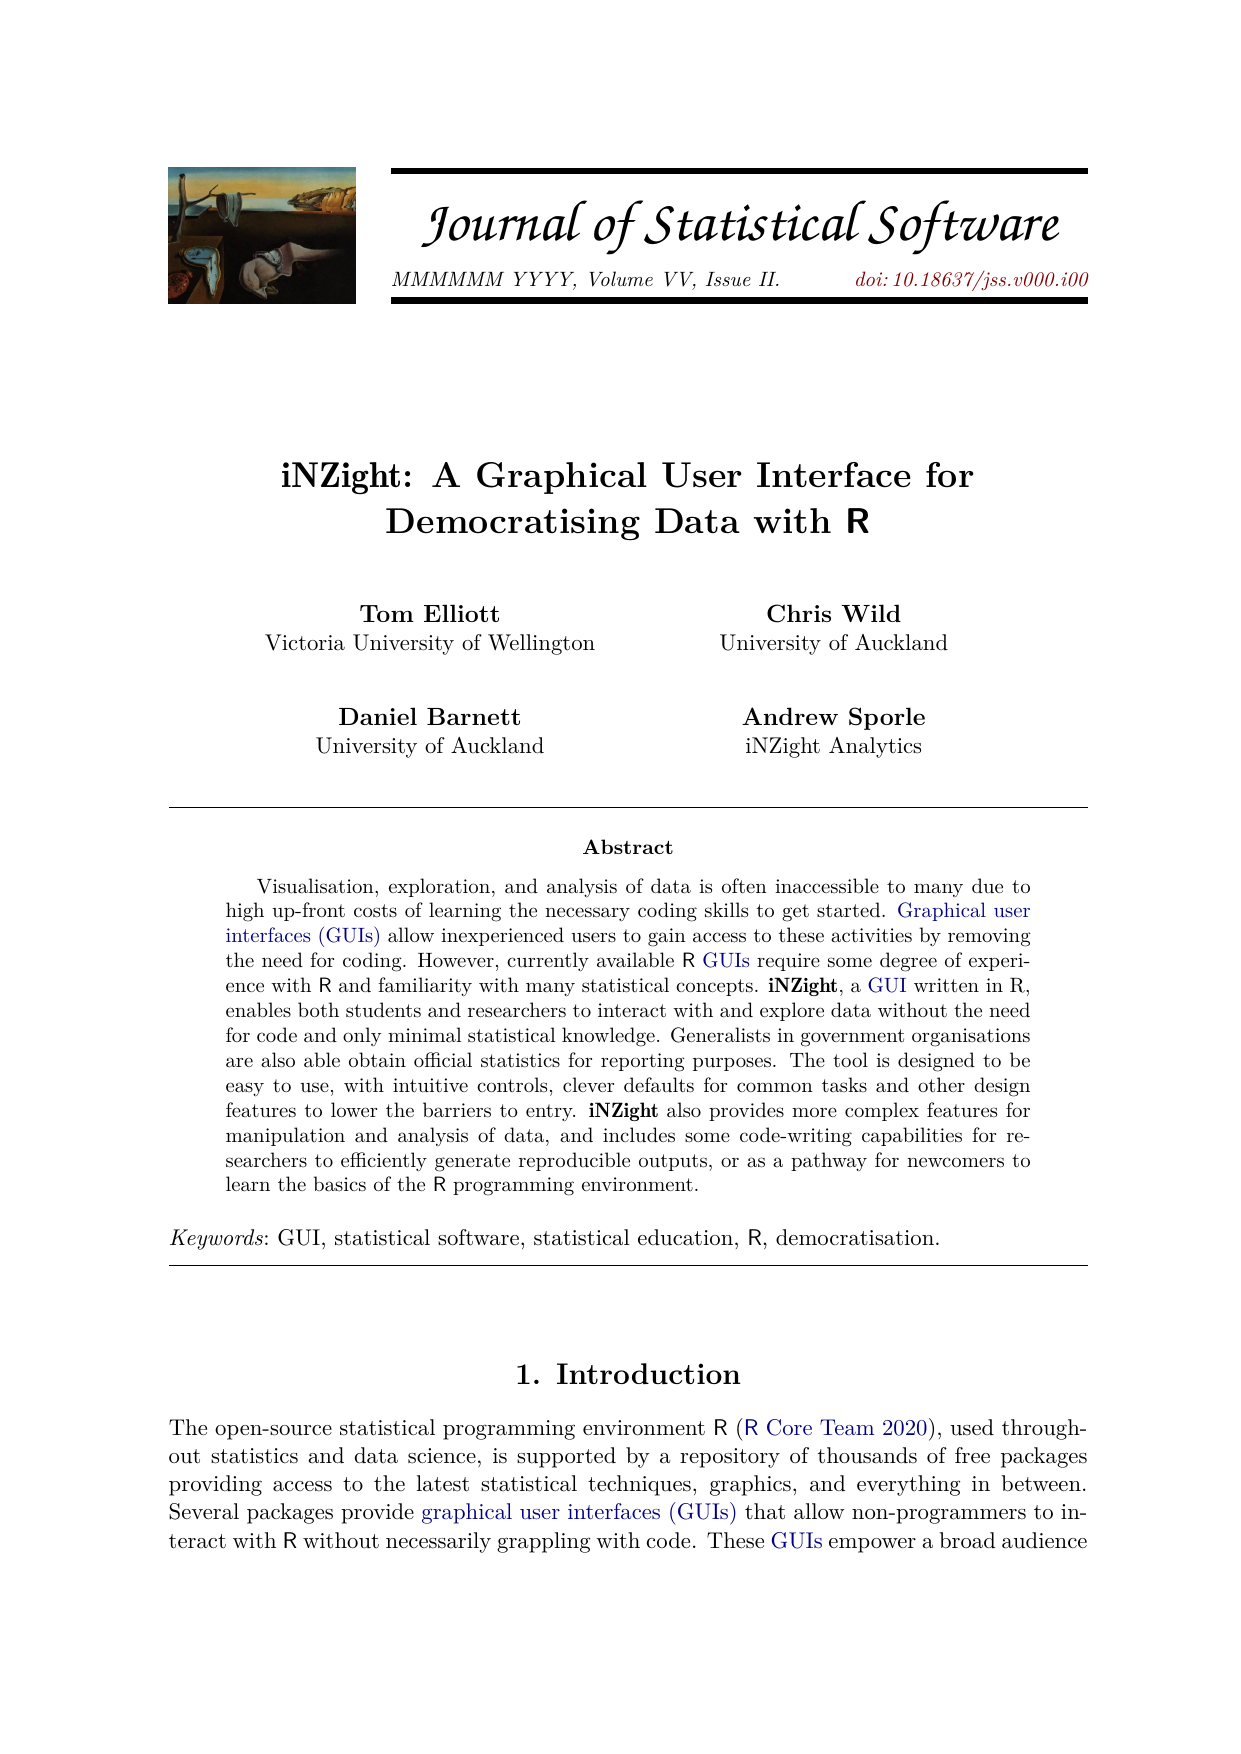 Journal of Statistical Software
MMMMMM YYYY, Volume VV, Issue II. doi: 10.18637/jss.v000.i00
iNZight: A Graphical User Interface for
Democratising Data with R
Tom Elliott
Victoria University of Wellington
Chris Wild
University of Auckland
Daniel Barnett
University of Auckland
Andrew Sporle
iNZight Analytics
Abstract
Visualisation, exploration, and analysis of data is often inaccessible to many due to
high up-front costs of learning the necessary coding skills to get started. Graphical user
interfaces (GUIs) allow inexperienced users to gain access to these activities by removing
the need for coding. However, currently available R GUIs require some degree of experi-
ence with R and familiarity with many statistical concepts. iNZight, a GUI written in R,
enables both students and researchers to interact with and explore data without the need
for code and only minimal statistical knowledge. Generalists in government organisations
are also able obtain official statistics for reporting purposes. The tool is designed to be
easy to use, with intuitive controls, clever defaults for common tasks and other design
features to lower the barriers to entry. iNZight also provides more complex features for
manipulation and analysis of data, and includes some code-writing capabilities for re-
searchers to efficiently generate reproducible outputs, or as a pathway for newcomers to
learn the basics of the R programming environment.
Keywords: GUI, statistical software, statistical education, R, democratisation.
1. Introduction
The open-source statistical programming environment R (R Core Team 2020), used through-
out statistics and data science, is supported by a repository of thousands of free packages
providing access to the latest statistical techniques, graphics, and everything in between.
Several packages provide graphical user interfaces (GUIs) that allow non-programmers to in-
teract with R without necessarily grappling with code. These GUIs empower a broad audience